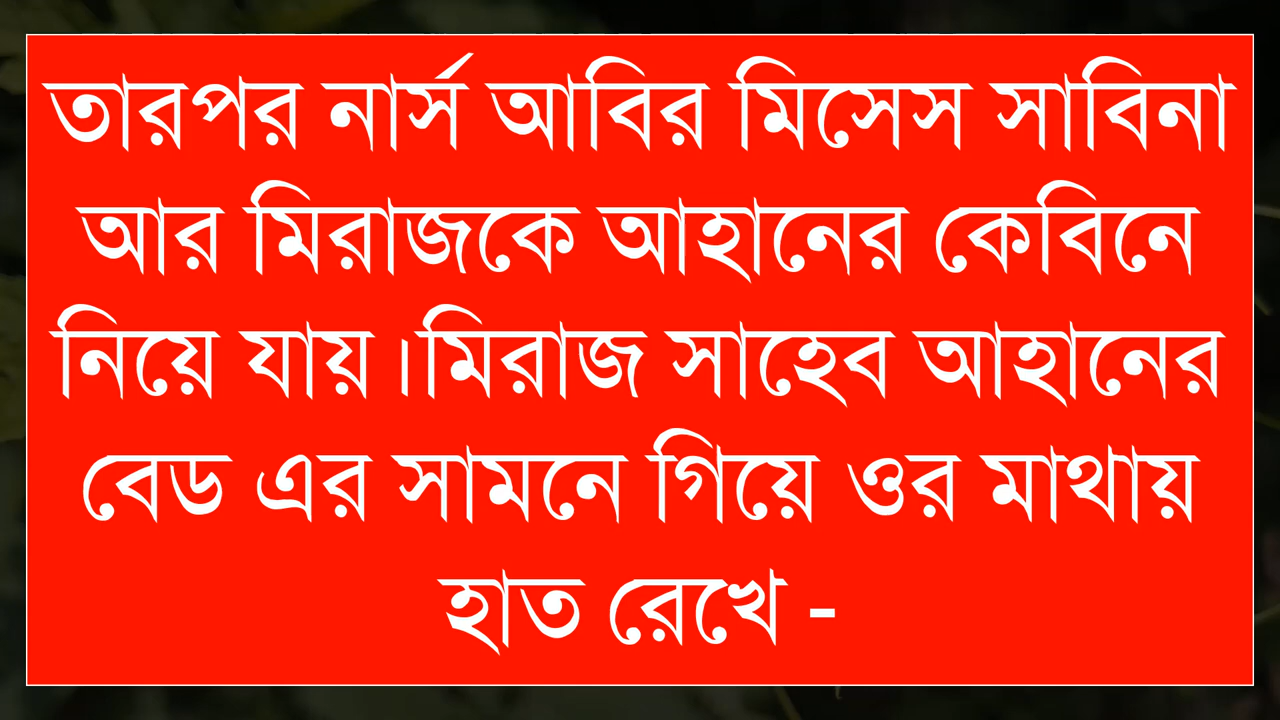 তারপর নার্স আবির মিসেস সাবিনা
আর মিরাজকে আহানের কেবিনে
নিয়ে যায়।মিরাজ সাহেব আহানের
বেড এর সামনে গিয়ে ওর মাথায়
হাত রেখে -